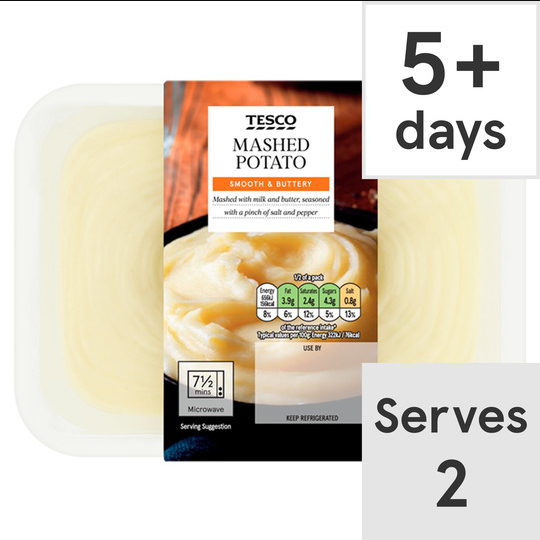 5+
days
TESCO
MASHED
POTATO
SMOOTH & BUTTERY
Mashed with milk and butter, seasoned
with a pinch of salt and pepper
1/2 of a pack
Energy Fat Saturates Sugars Salt
656kJ
156kcal 3.9g 2.4g 4.3g 0.8g
8% 6% 12% 5% 13%
of the reference intake*
Typical values per 100g: Energy 322kJ / 76kcal
USE BY
7½
mins
Microwave
KEEP REFRIGERATED
Serving Suggestion
Serves
2